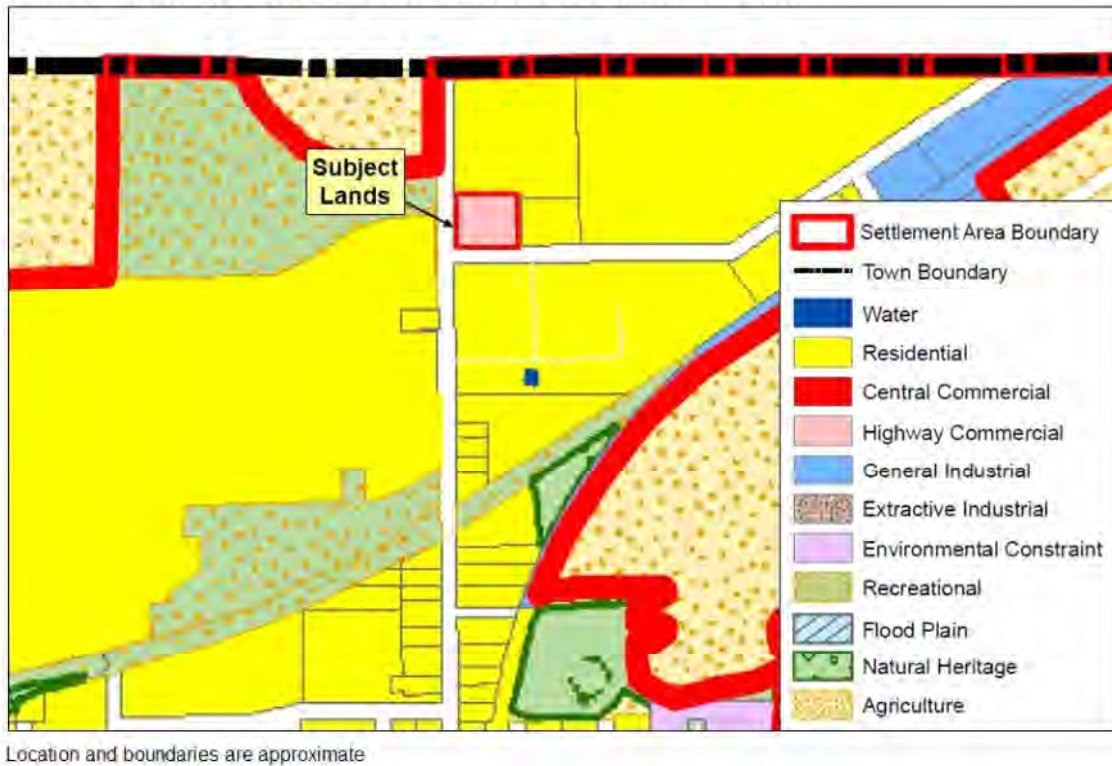 Subject
Lands
Settlement Area Boundary
Town Boundary
Water
Residential
Central Commercial
Highway Commercial
General Industrial
Extractive Industrial
Environmental Constraint
Recreational
Flood Plain
Natural Heritage
Agriculture
Location and boundaries are approximate